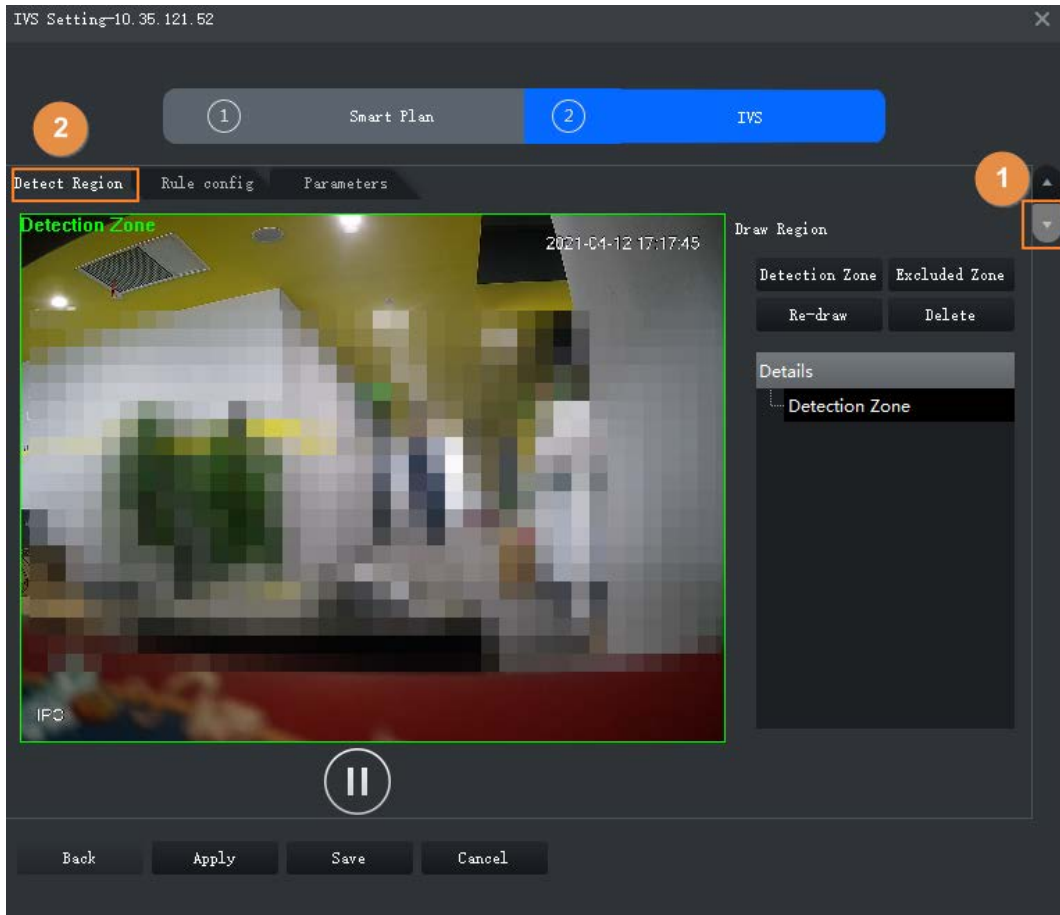 IVS Setting-10.35.121.52
1 Smart Plan 2 IVS
2
1
Detect Region Rule config Parameters
Detection Zone
2021-04-12 17:17:45
Draw Region
Detection Zone Excluded Zone
Re-draw Delete
Details
Detection Zone
IPC
Back Apply Save Cancel